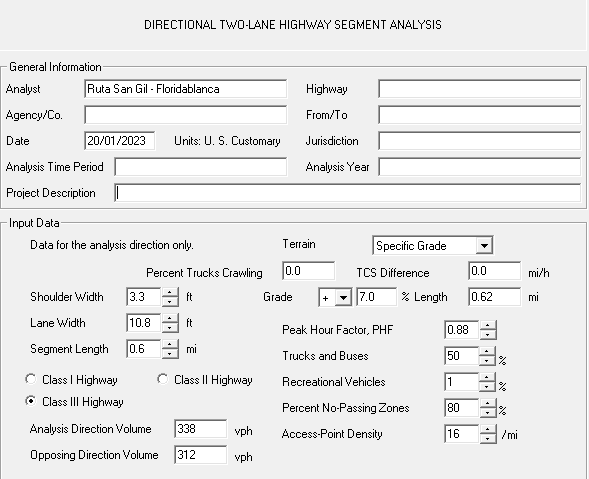 DIRECTIONAL TWO-LANE HIGHWAY SEGMENT ANALYSIS
General Information
Analyst Ruta San Gil - Floridablanca Highway
Agency/Co. From/To
Date 20/01/2023 Units: U. S. Customary Jurisdiction
Analysis Time Period Analysis Year
Project Description
Input Data
Data for the analysis direction only. Terrain Specific Grade
Percent Trucks Crawling 0.0 TCS Difference 0.0 mi/h
Shoulder Width 3.3 ft Grade + 7.0 % Length 0.62 mi
Lane Width 10.8 ft Peak Hour Factor, PHF 0.88
Segment Length 0.6 mi Trucks and Buses 50 %
Class I Highway Class II Highway Recreational Vehicles 1 %
Class III Highway Percent No-Passing Zones 80 %
Analysis Direction Volume 338 vph Access-Point Density 16 /mi
Opposing Direction Volume 312 vph